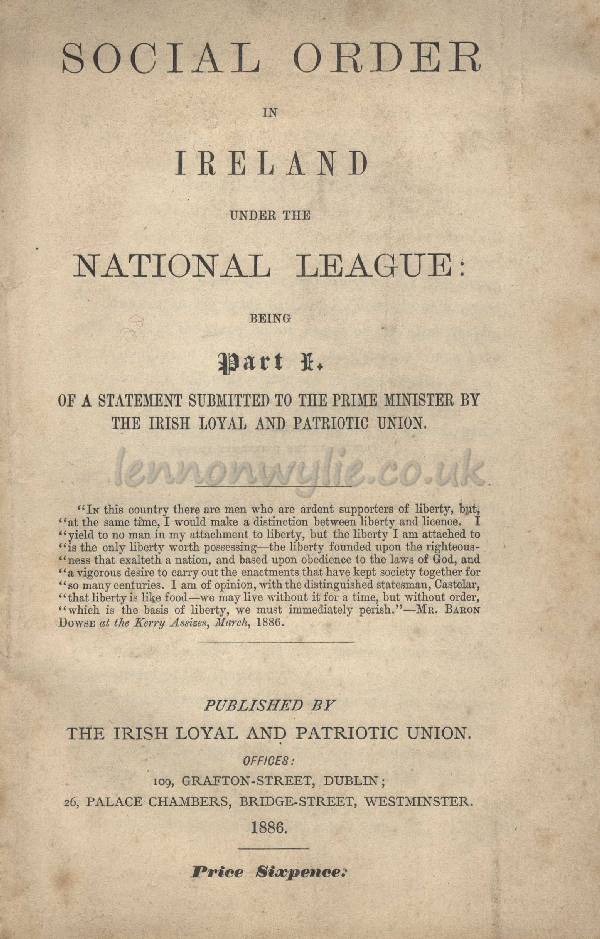 SOCIAL ORDER
IN
IRELAND
UNDER THE
NATIONAL LEAGUE:
BEING
Part I.
OF A STATEMENT SUBMITTED TO THE PRIME MINISTER BY
THE IRISH LOYAL AND PATRIOTIC UNION.
lennonwylie.co.uk
"IN this country there are men who are ardent supporters of liberty, but,
"at the same time, I would make a distinction between liberty and licence. I
"yield to no man in my attachment to liberty, but the liberty I am attached to
"is the only liberty worth possessing—the liberty founded upon the righteous-
"ness that exalteth a nation, and based upon obedience to the laws of God, and
"a vigorous desire to carry out the enactments that have kept society together for
"so many centuries. I am of opinion, with the distinguished statesman, Castelar,
"that liberty is like food—we may live without it for a time, but without order,
"which is the basis of liberty, we must immediately perish."—MR. BARON
DOWSE at the Kerry Assizes, March, 1886.
PUBLISHED BY
THE IRISH LOYAL AND PATRIOTIC UNION.
OFFICES:
109, GRAFTON-STREET, DUBLIN;
26, PALACE CHAMBERS, BRIDGE-STREET, WESTMINSTER.
1886.
Price Sixpence.